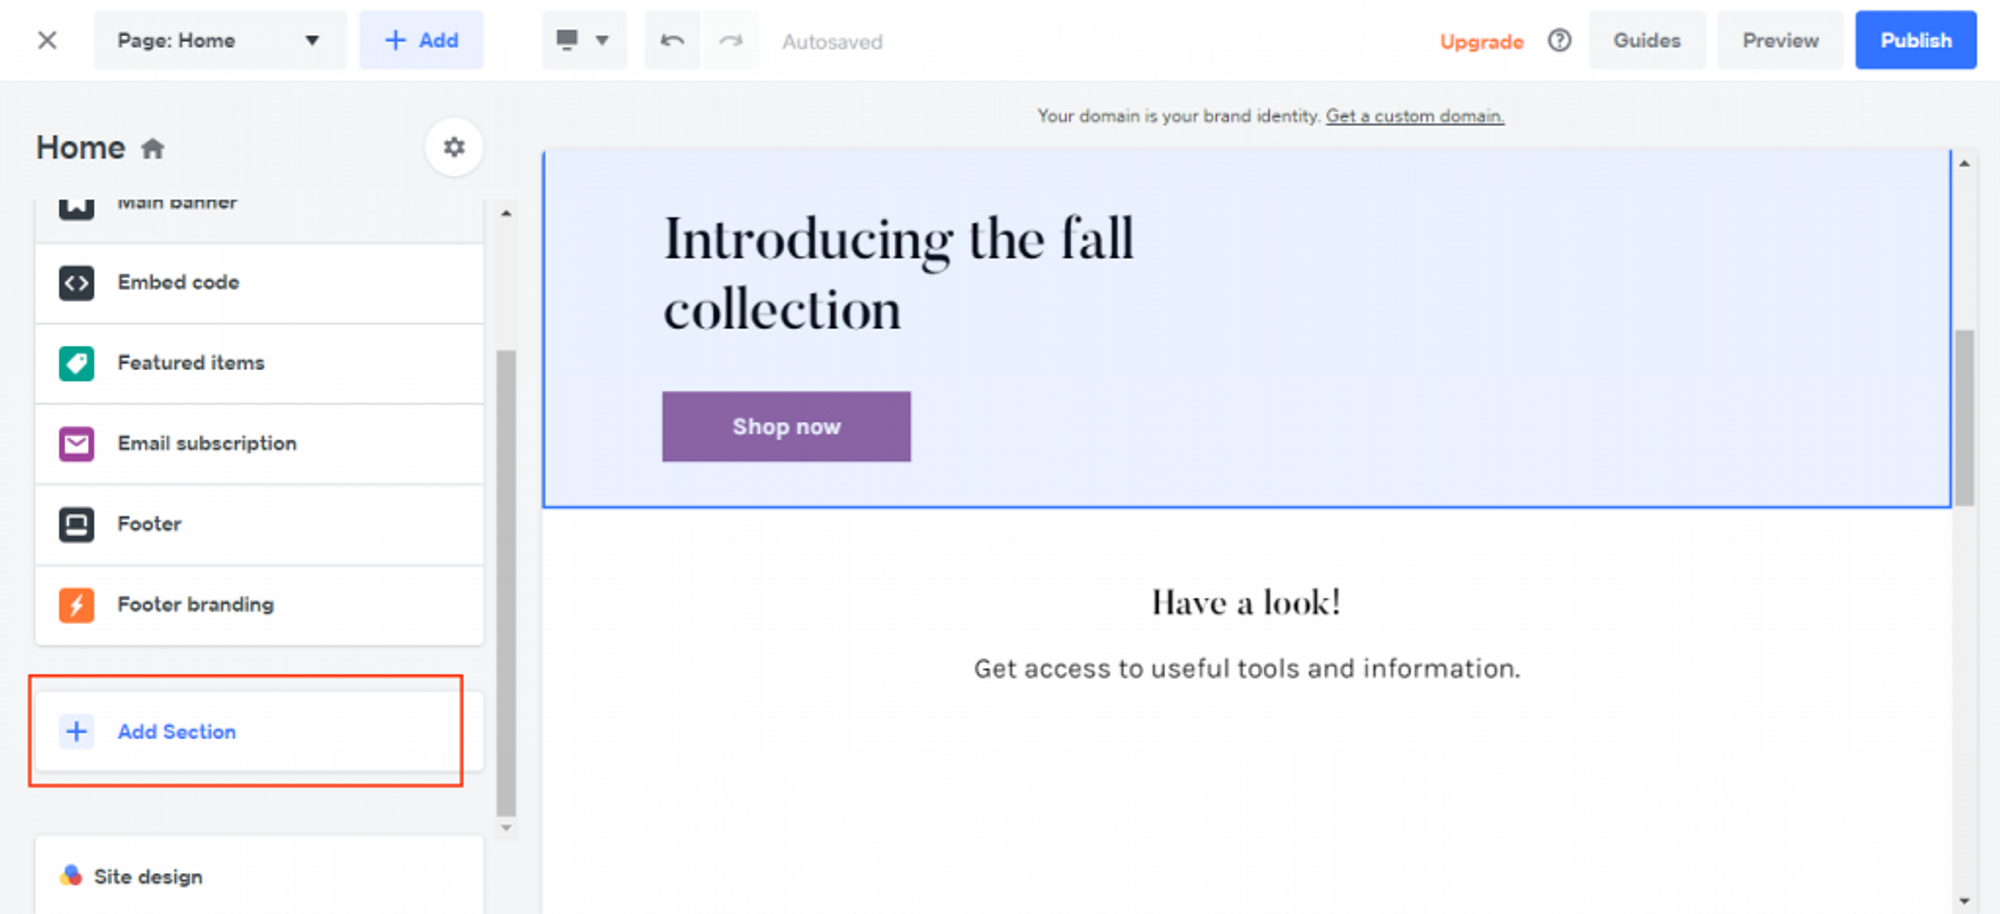 Page: Home
Add
Autosaved
Upgrade
Guides
Preview
Publish
Your domain is your brand identity. Get a custom domain.
Home
Main banner
Embed code
Featured items
Email subscription
Footer
Footer branding
Add Section
Site design
Introducing the fall
collection
Shop now
Have a look!
Get access to useful tools and information.